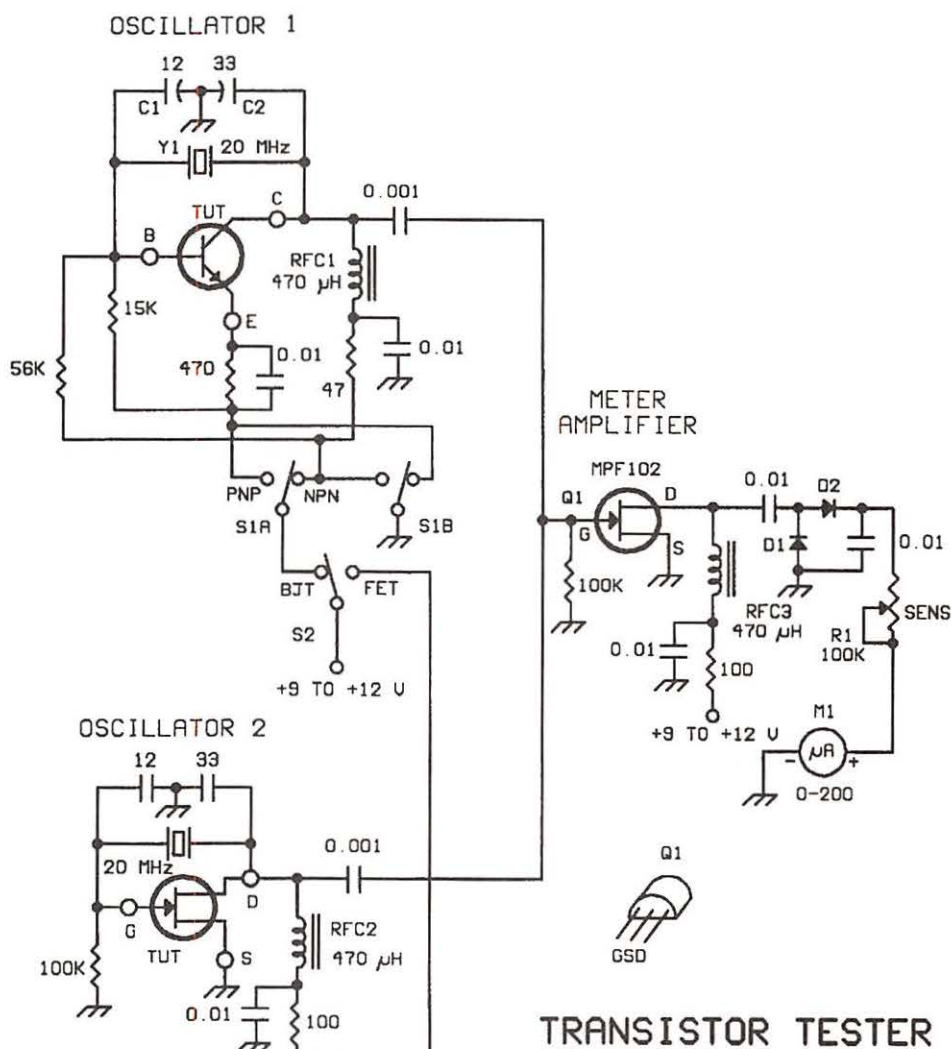 OSCILLATOR 1
12
33
C1
C2
Y1
20 MHz
0.001
C
TUT
B
RFC1
470 µH
15K
E
56K
470
0.01
47
0.01
PNP
NPN
S1A
S1B
BJT
FET
S2
+9 TO +12 V
METER
AMPLIFIER
MPF102
Q1
D
G
S
100K
0.01
D2
D1
0.01
RFC3
470 µH
0.01
100
SENS
R1
100K
+9 TO +12 V
M1
- µA +
0-200
OSCILLATOR 2
12
33
20 MHz
0.001
D
G
TUT
S
RFC2
470 µH
100K
0.01
100
Q1
GSD
TRANSISTOR TESTER